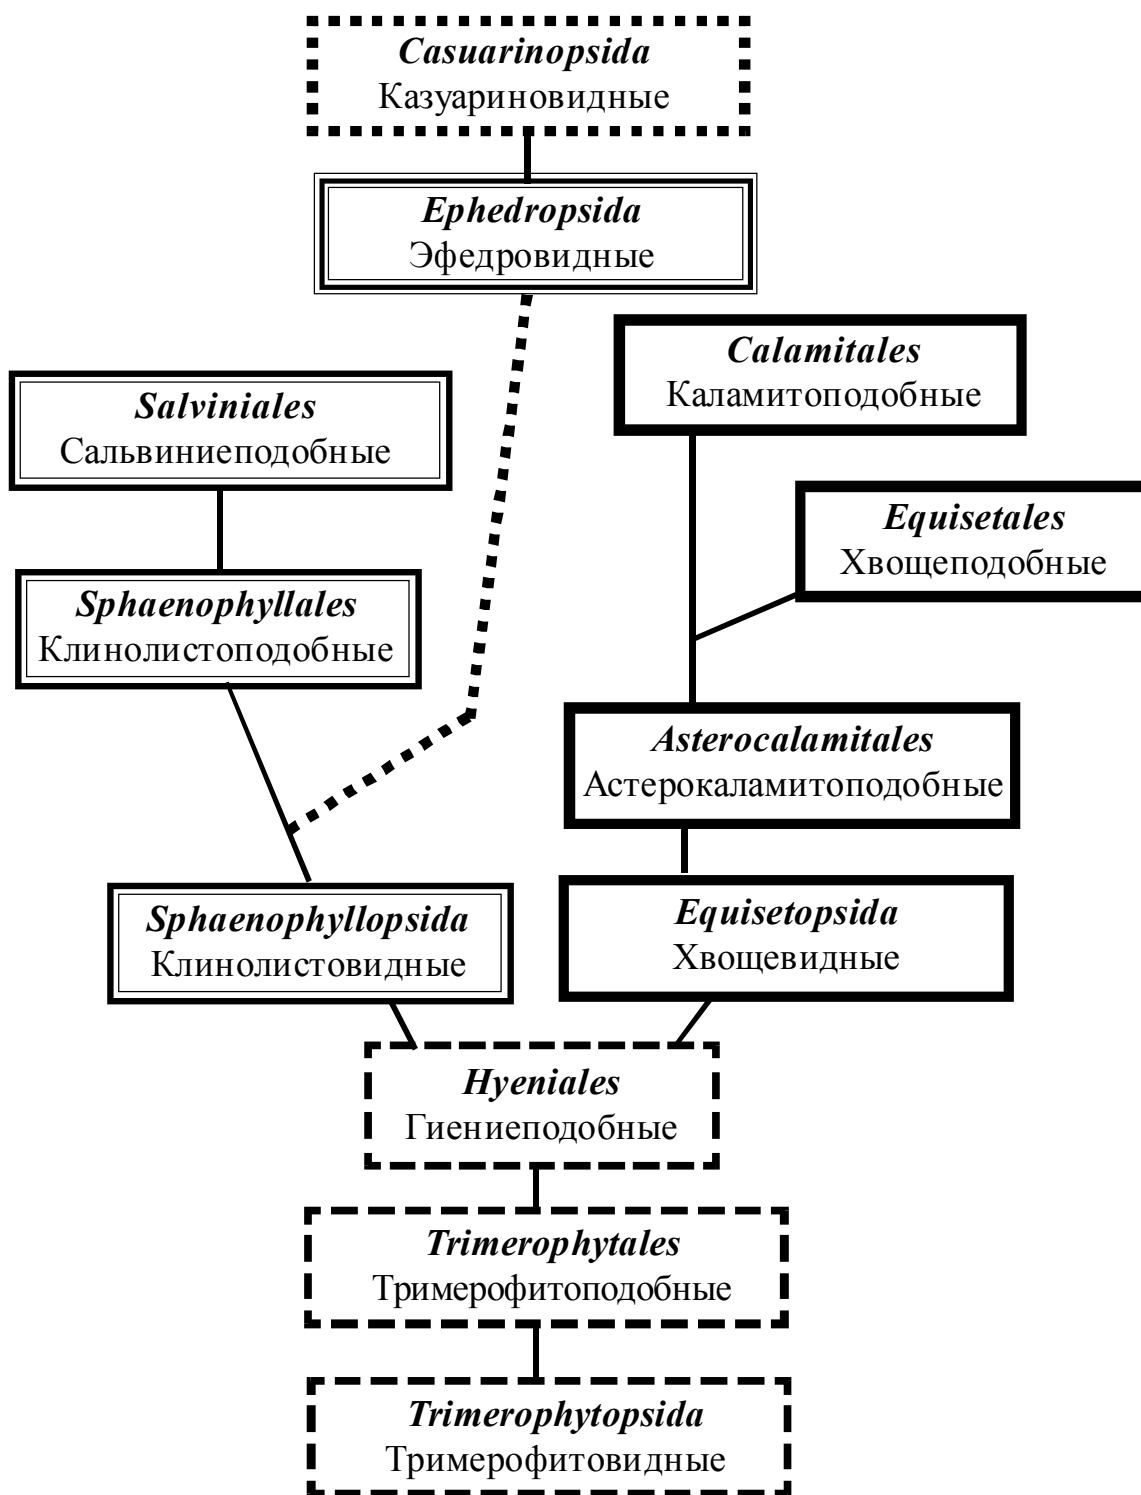 Casuarinopsida
Казуариновидные
Ephedropsida
Эфедровидные
Calamitales
Каламитоподобные
Salviniales
Сальвиниеподобные
Equisetales
Хвощеподобные
Sphaenophyllales
Клинолистоподобные
Asterocalamitales
Астерокаламитоподобные
Sphaenophyllopsida
Клинолистовидные
Equisetopsida
Хвощевидные
Hyeniales
Гиениеподобные
Trimerophytales
Тримерофитоподобные
Trimerophytopsida
Тримерофитовидные